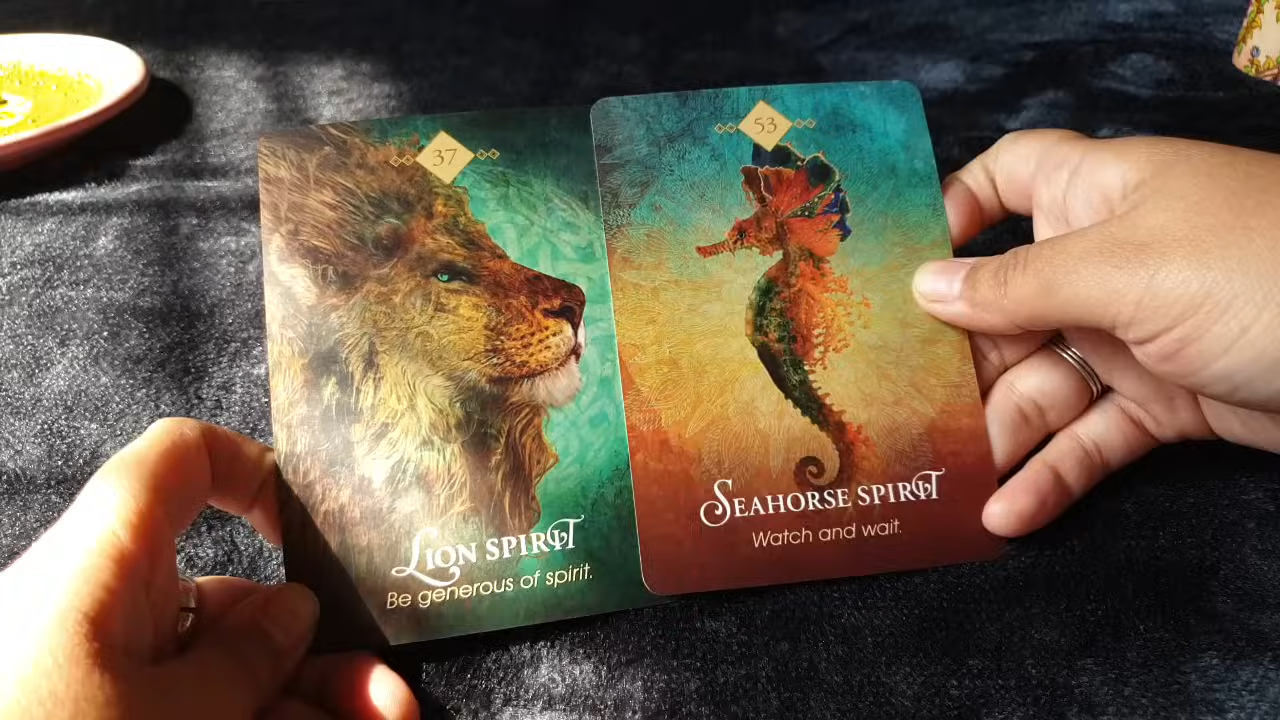 37
LION SPIRIT
Be generous of spirit.
53
SEAHORSE SPIRIT
Watch and wait.